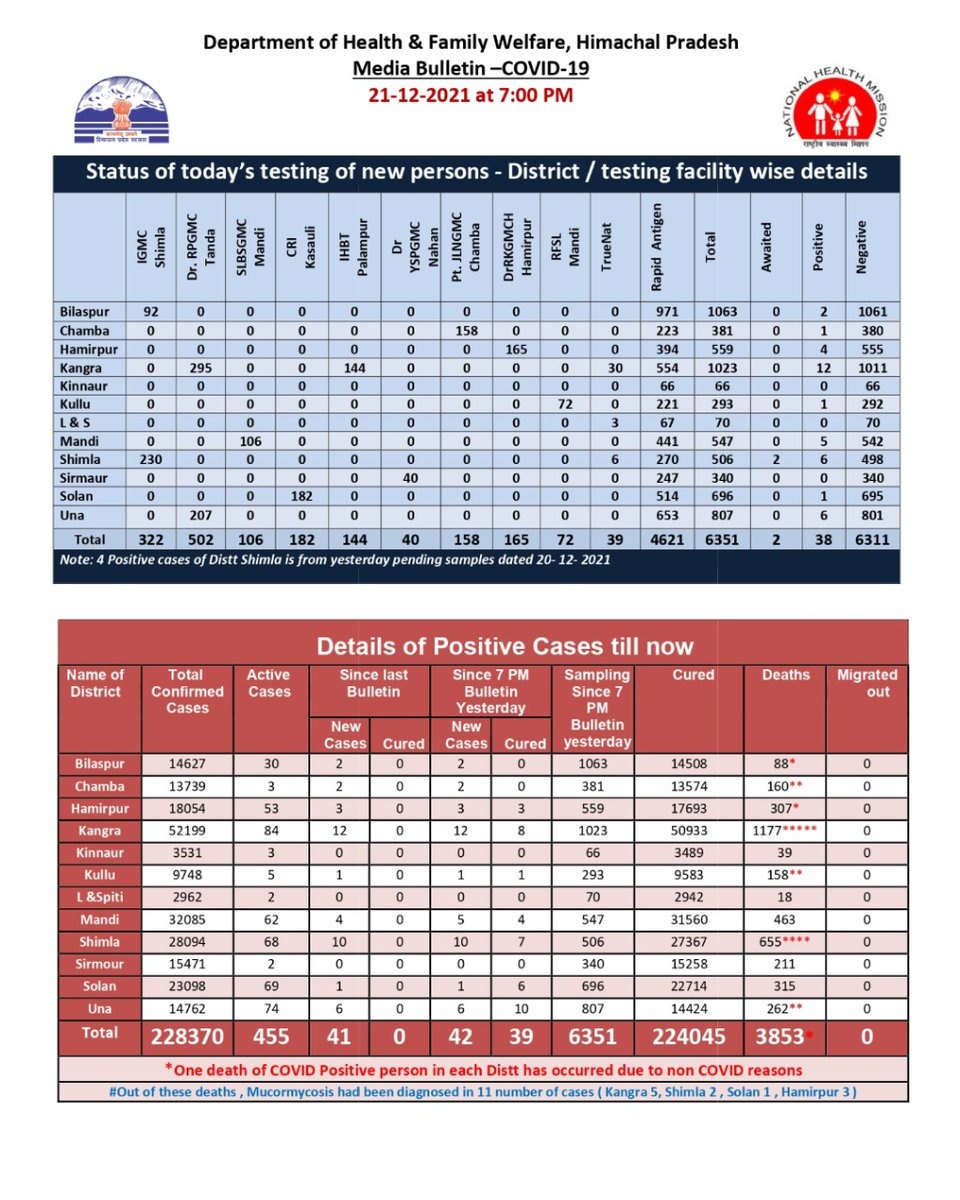 Department of Health & Family Welfare, Himachal Pradesh
Media Bulletin –COVID-19
21-12-2021 at 7:00 PM
NATIONAL HEALTH MISSION
राष्ट्रीय स्वास्थ्य मिशन
सत्यमेव जयते
हिमाचल प्रदेश सरकार
Status of today's testing of new persons - District / testing facility wise details
IGMC Shimla Dr. RPGMC Tanda SLBSGMC Mandi CRI Kasauli IHBT Palampur Dr YSPGMC Nahan Pt. JLNGMC Chamba DrRKGMCH Hamirpur RFSL Mandi TrueNat Rapid Antigen Total Awaited Positive Negative
Bilaspur 92 0 0 0 0 0 0 0 0 0 971 1063 0 2 1061
Chamba 0 0 0 0 0 0 158 0 0 0 223 381 0 1 380
Hamirpur 0 0 0 0 0 0 0 165 0 0 394 559 0 4 555
Kangra 0 295 0 0 144 0 0 0 0 30 554 1023 0 12 1011
Kinnaur 0 0 0 0 0 0 0 0 0 0 66 66 0 0 66
Kullu 0 0 0 0 0 0 0 0 72 0 221 293 0 1 292
L & S 0 0 0 0 0 0 0 0 0 3 67 70 0 0 70
Mandi 0 0 106 0 0 0 0 0 0 0 441 547 0 5 542
Shimla 230 0 0 0 0 0 0 0 0 6 270 506 2 6 498
Sirmaur 0 0 0 0 0 40 0 0 0 0 247 340 0 0 340
Solan 0 0 0 182 0 0 0 0 0 0 514 696 0 1 695
Una 0 207 0 0 0 0 0 0 0 0 653 807 0 6 801
Total 322 502 106 182 144 40 158 165 72 39 4621 6351 2 38 6311
Note: 4 Positive cases of Distt Shimla is from yesterday pending samples dated 20- 12- 2021
Details of Positive Cases till now
Name of District Total Confirmed Cases Active Cases Since last Bulletin Since 7 PM Bulletin Yesterday Sampling Since 7 PM Bulletin yesterday Cured Deaths Migrated out
New Cases Cured New Cases Cured
Bilaspur 14627 30 2 0 2 0 1063 14508 88* 0
Chamba 13739 3 2 0 2 0 381 13574 160** 0
Hamirpur 18054 53 3 0 3 3 559 17693 307* 0
Kangra 52199 84 12 0 12 8 1023 50933 1177***** 0
Kinnaur 3531 3 0 0 0 0 66 3489 39 0
Kullu 9748 5 1 0 1 1 293 9583 158** 0
L &Spiti 2962 2 0 0 0 0 70 2942 18 0
Mandi 32085 62 4 0 5 4 547 31560 463 0
Shimla 28094 68 10 0 10 7 506 27367 655**** 0
Sirmour 15471 2 0 0 0 0 340 15258 211 0
Solan 23098 69 1 0 1 6 696 22714 315 0
Una 14762 74 6 0 6 10 807 14424 262** 0
Total 228370 455 41 0 42 39 6351 224045 3853* 0
*One death of COVID Positive person in each Distt has occurred due to non COVID reasons
#Out of these deaths , Mucormycosis had been diagnosed in 11 number of cases ( Kangra 5, Shimla 2 , Solan 1 , Hamirpur 3 )